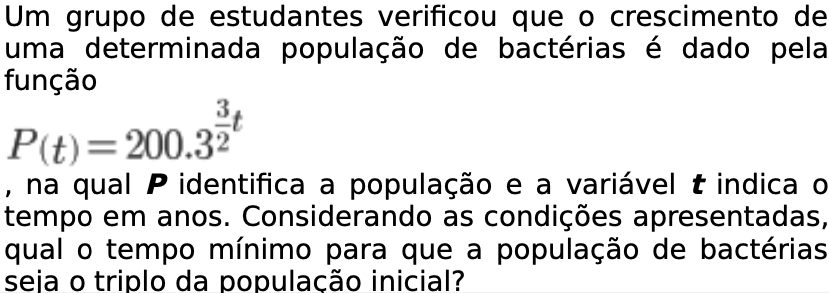 Um grupo de estudantes verificou que o crescimento de
uma determinada população de bactérias é dado pela
função
P(t) = 200.3^{\frac{3}{2}t}
, na qual P identifica a população e a variável t indica o
tempo em anos. Considerando as condições apresentadas,
qual o tempo mínimo para que a população de bactérias
seja o triplo da população inicial?